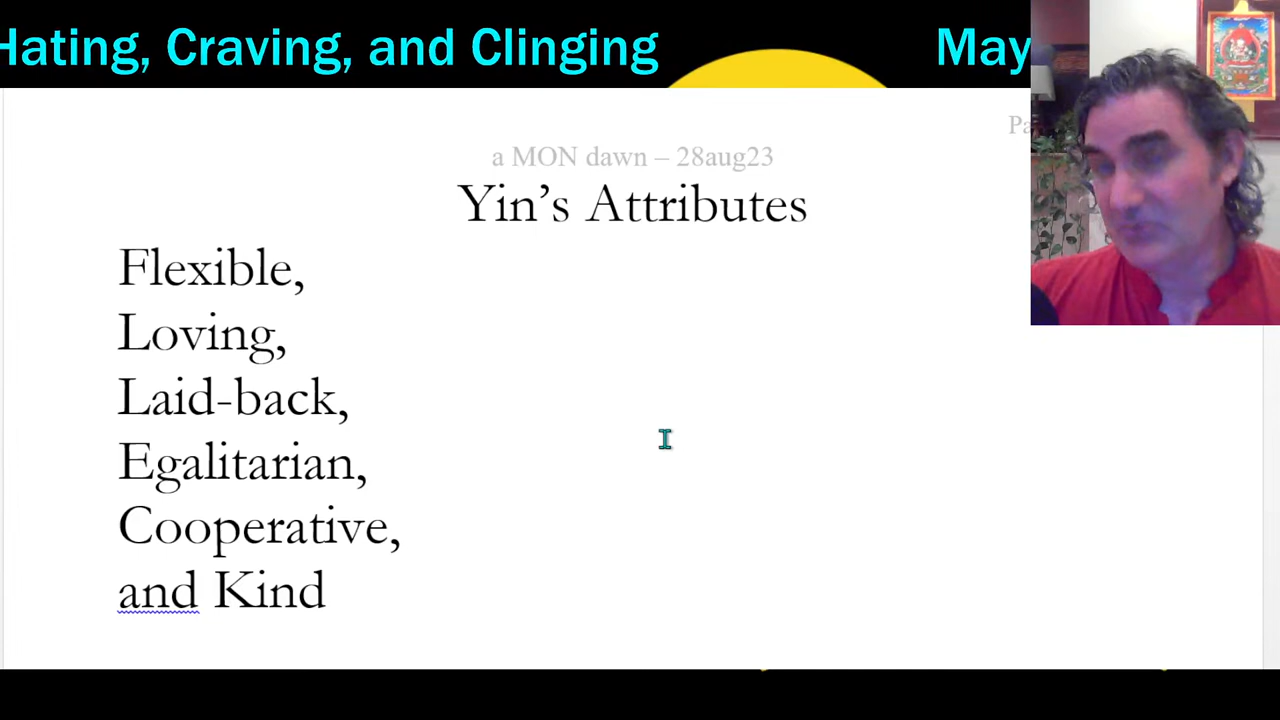 Hating, Craving, and Clinging May
a MON dawn – 28aug23
Yin’s Attributes
Flexible,
Loving,
Laid-back,
Egalitarian,
Cooperative,
and Kind